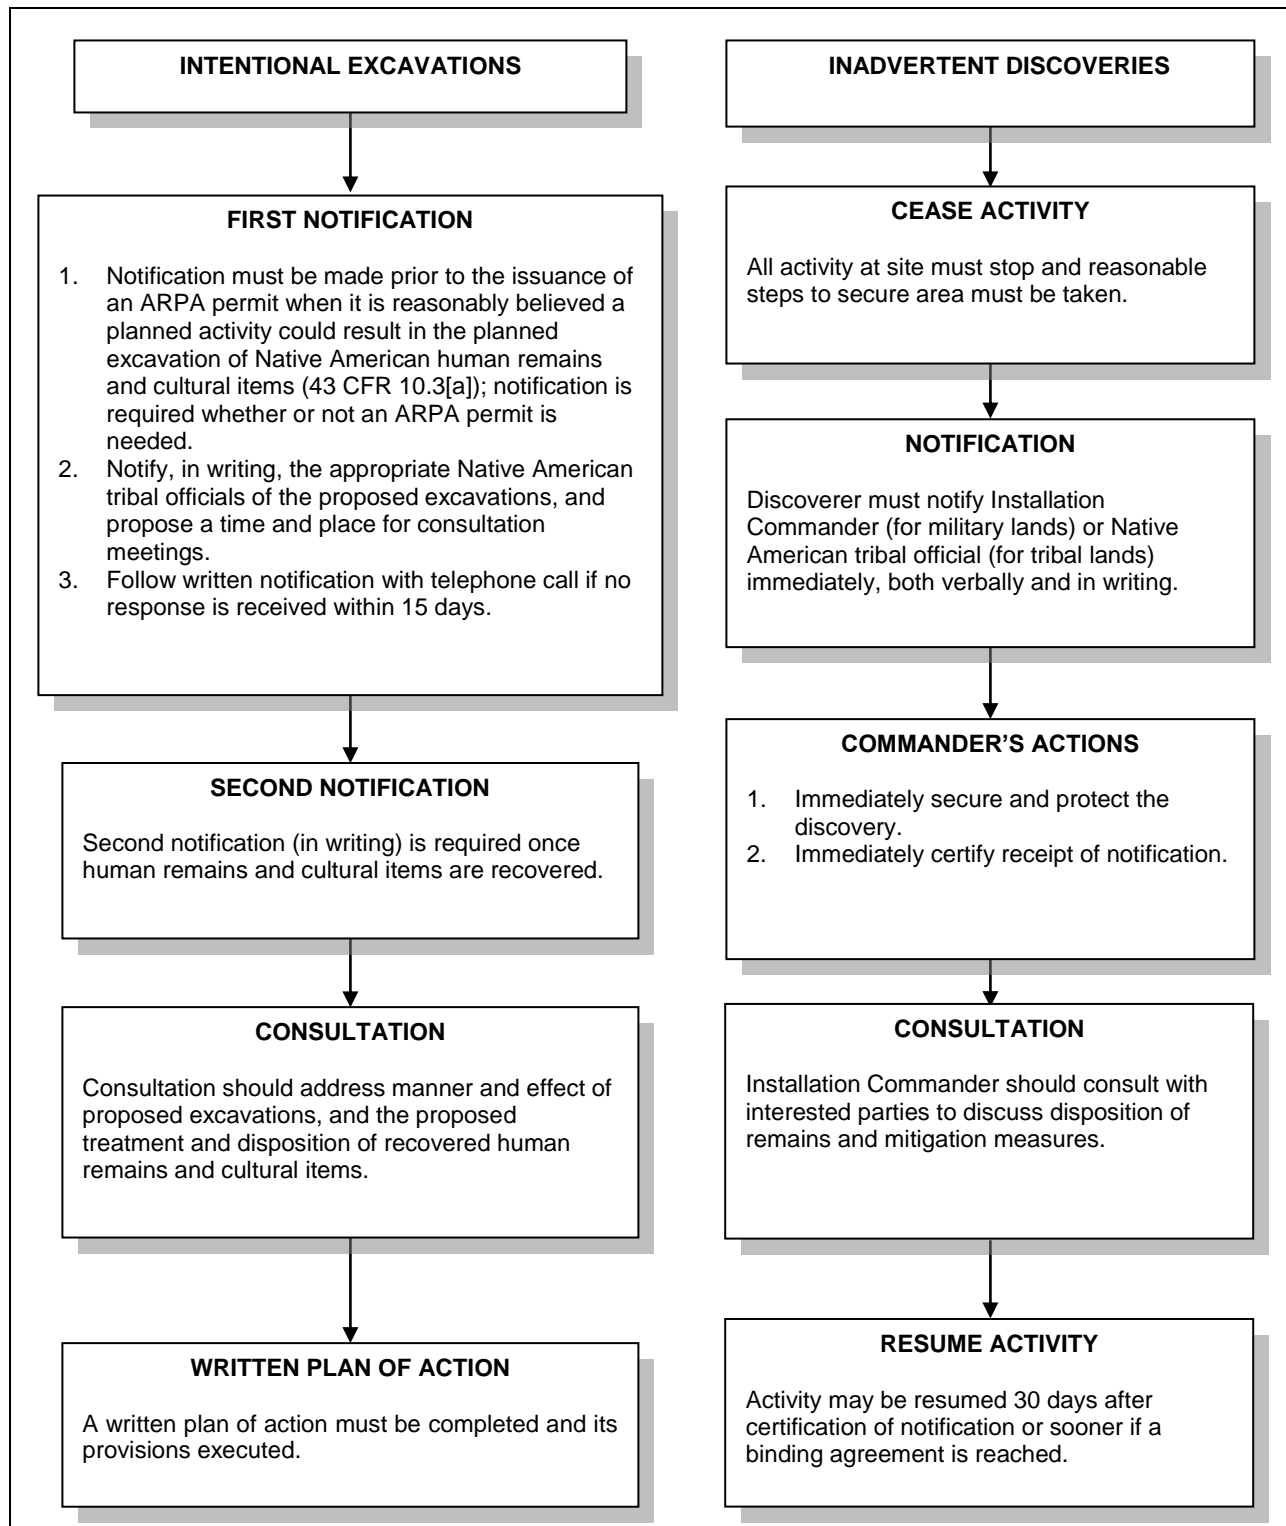 INTENTIONAL EXCAVATIONS
FIRST NOTIFICATION
1. Notification must be made prior to the issuance of
an ARPA permit when it is reasonably believed a
planned activity could result in the planned
excavation of Native American human remains
and cultural items (43 CFR 10.3[a]); notification is
required whether or not an ARPA permit is
needed.
2. Notify, in writing, the appropriate Native American
tribal officials of the proposed excavations, and
propose a time and place for consultation
meetings.
3. Follow written notification with telephone call if no
response is received within 15 days.
SECOND NOTIFICATION
Second notification (in writing) is required once
human remains and cultural items are recovered.
CONSULTATION
Consultation should address manner and effect of
proposed excavations, and the proposed
treatment and disposition of recovered human
remains and cultural items.
WRITTEN PLAN OF ACTION
A written plan of action must be completed and its
provisions executed.
INADVERTENT DISCOVERIES
CEASE ACTIVITY
All activity at site must stop and reasonable
steps to secure area must be taken.
NOTIFICATION
Discoverer must notify Installation
Commander (for military lands) or Native
American tribal official (for tribal lands)
immediately, both verbally and in writing.
COMMANDER'S ACTIONS
1. Immediately secure and protect the
discovery.
2. Immediately certify receipt of notification.
CONSULTATION
Installation Commander should consult with
interested parties to discuss disposition of
remains and mitigation measures.
RESUME ACTIVITY
Activity may be resumed 30 days after
certification of notification or sooner if a
binding agreement is reached.